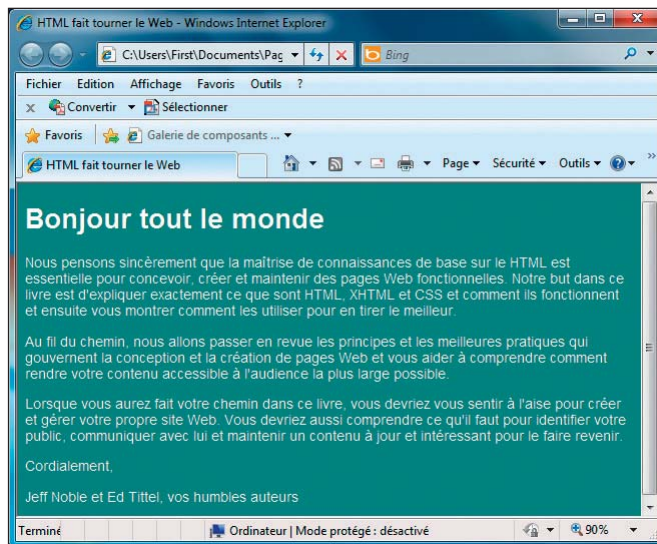 HTML fait tourner le Web - Windows Internet Explorer
C:\Users\First\Documents\Pag
Bing
Fichier Edition Affichage Favoris Outils ?
x Convertir Sélectionner
Favoris Galerie de composants ...
HTML fait tourner le Web Page Sécurité Outils »
Bonjour tout le monde
Nous pensons sincèrement que la maîtrise de connaissances de base sur le HTML est
essentielle pour concevoir, créer et maintenir des pages Web fonctionnelles. Notre but dans ce
livre est d'expliquer exactement ce que sont HTML, XHTML et CSS et comment ils fonctionnent
et ensuite vous montrer comment les utiliser pour en tirer le meilleur.
Au fil du chemin, nous allons passer en revue les principes et les meilleures pratiques qui
gouvernent la conception et la création de pages Web et vous aider à comprendre comment
rendre votre contenu accessible à l'audience la plus large possible.
Lorsque vous aurez fait votre chemin dans ce livre, vous devriez vous sentir à l'aise pour créer
et gérer votre propre site Web. Vous devriez aussi comprendre ce qu'il faut pour identifier votre
public, communiquer avec lui et maintenir un contenu à jour et intéressant pour le faire revenir.
Cordialement,
Jeff Noble et Ed Tittel, vos humbles auteurs
Terminé Ordinateur | Mode protégé : désactivé 90%